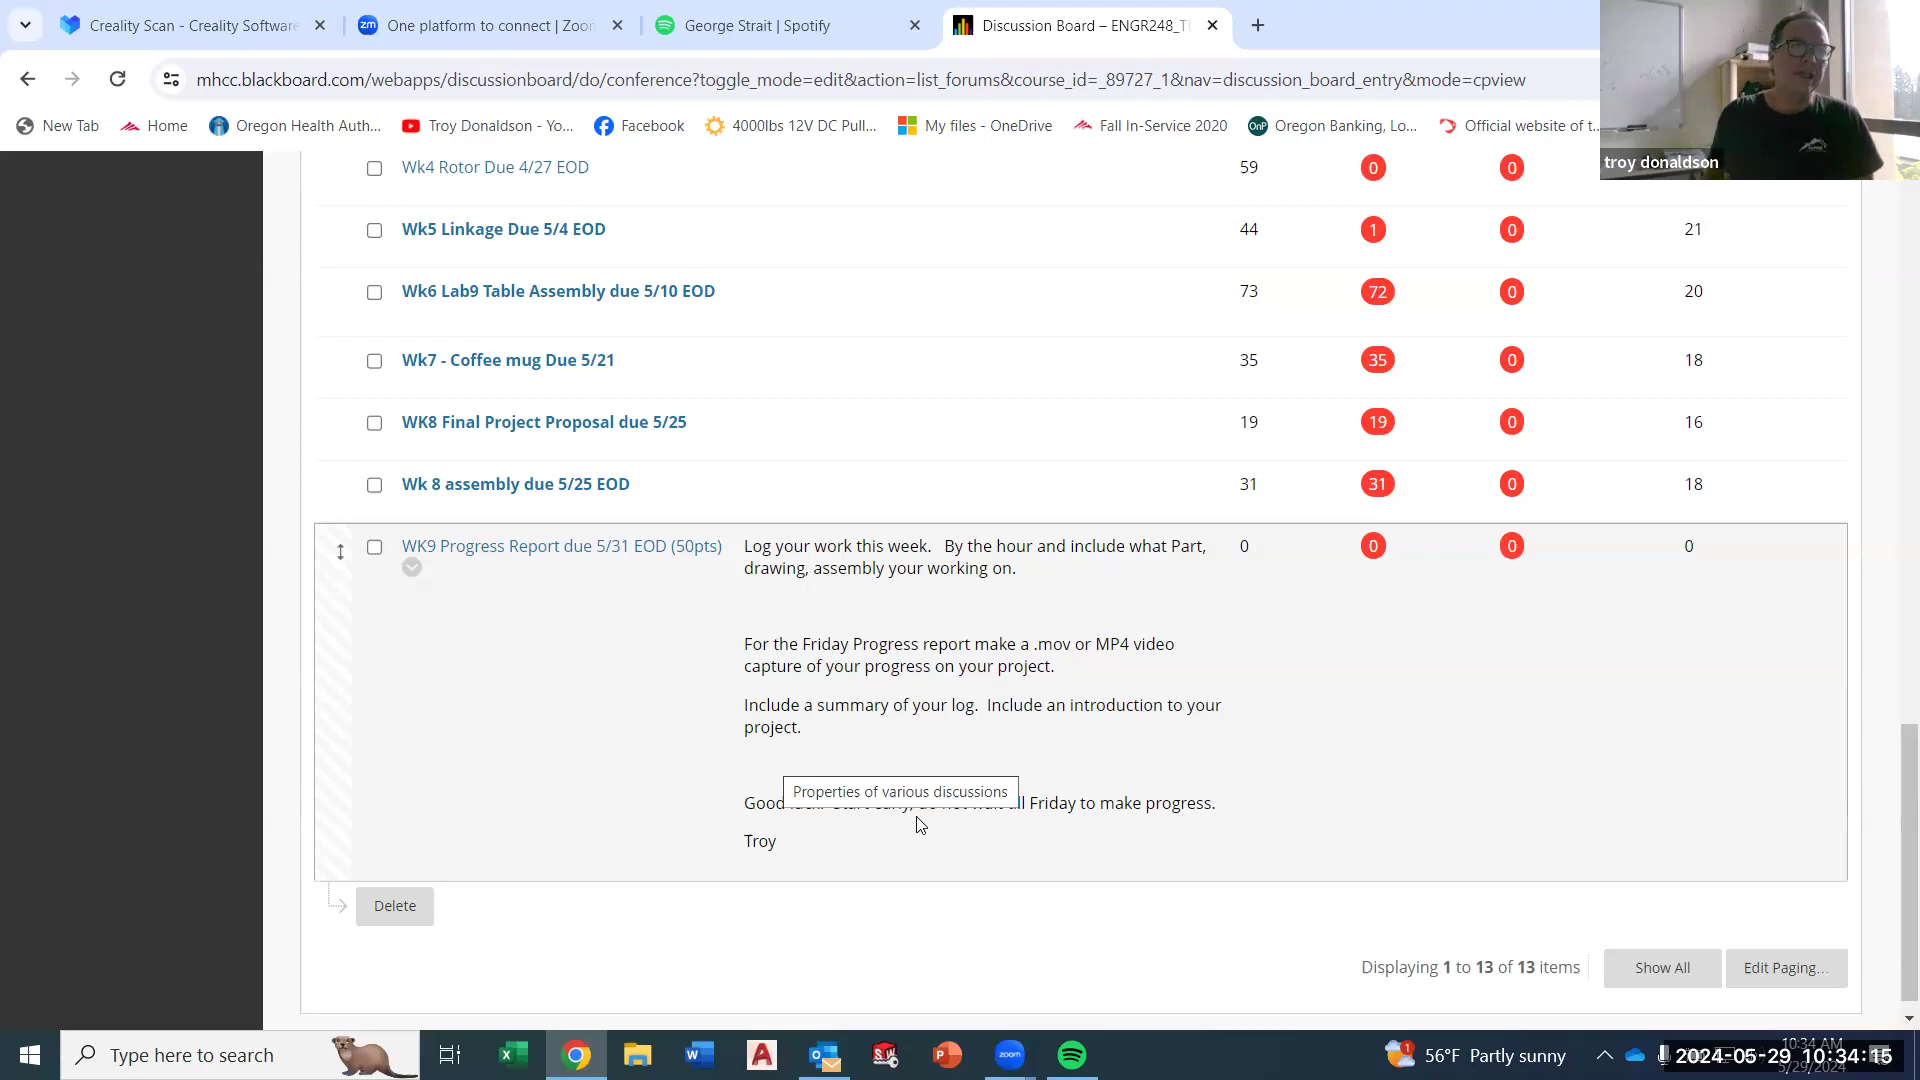 Creality Scan - Creality Software
One platform to connect | Zoom
George Strait | Spotify
Discussion Board – ENGR248_T
mhcc.blackboard.com/webapps/discussionboard/do/conference?toggle_mode=edit&action=list_forums&course_id=_89727_1&nav=discussion_board_entry&mode=cpview
New Tab
Home
Oregon Health Auth...
Troy Donaldson - Yo...
Facebook
4000lbs 12V DC Pull...
My files - OneDrive
Fall In-Service 2020
Oregon Banking, Lo...
Official website of t...
troy donaldson
Wk4 Rotor Due 4/27 EOD 59 0 0
Wk5 Linkage Due 5/4 EOD 44 1 0 21
Wk6 Lab9 Table Assembly due 5/10 EOD 73 72 0 20
Wk7 - Coffee mug Due 5/21 35 35 0 18
WK8 Final Project Proposal due 5/25 19 19 0 16
Wk 8 assembly due 5/25 EOD 31 31 0 18
WK9 Progress Report due 5/31 EOD (50pts) Log your work this week. By the hour and include what Part, 0 0 0 0
drawing, assembly your working on.
For the Friday Progress report make a .mov or MP4 video
capture of your progress on your project.
Include a summary of your log. Include an introduction to your
project.
Properties of various discussions
Good Friday to make progress.
Troy
Delete
Displaying 1 to 13 of 13 items
Show All
Edit Paging...
Type here to search
56°F Partly sunny
10:34 AM
2024-05-29 10:34:15
5/29/2024